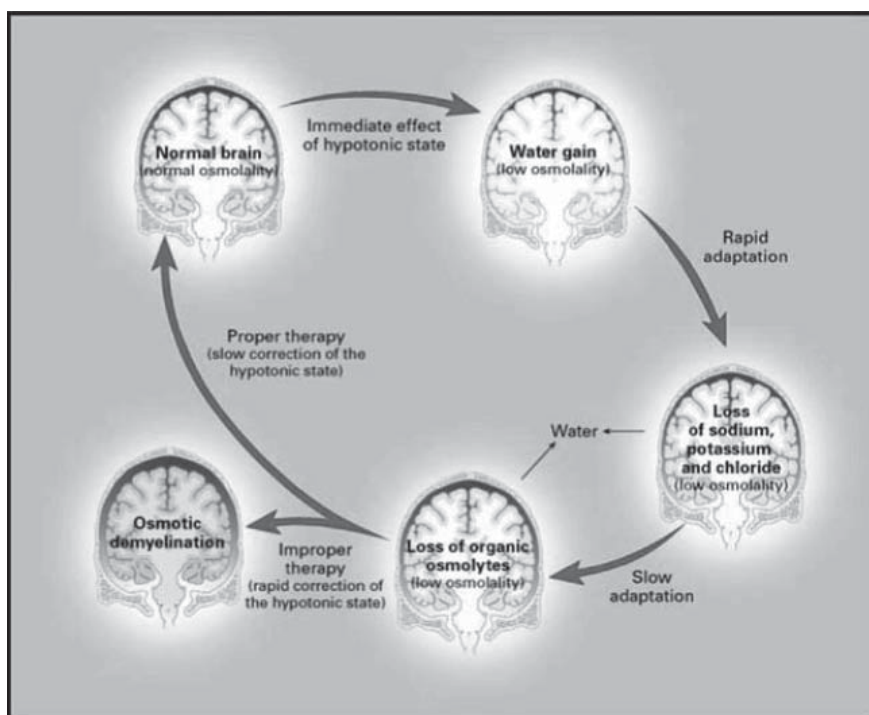 Normal brain
(normal osmolality)
Immediate effect
of hypotonic state
Water gain
(low osmolality)
Rapid
adaptation
Loss
of sodium,
potassium
and chloride
(low osmolality)
Water
Slow
adaptation
Loss of organic
osmolytes
(low osmolality)
Proper therapy
(slow correction of the
hypotonic state)
Improper
therapy
(rapid correction of
the hypotonic state)
Osmotic
demyelination